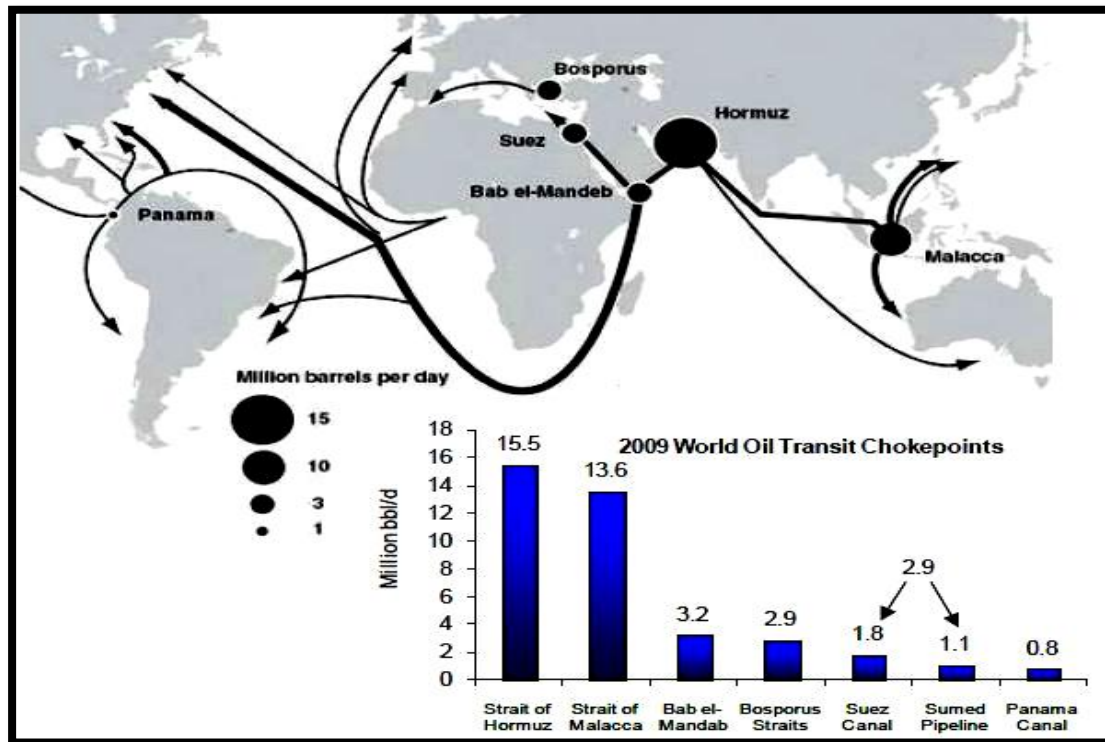 Bosporus
Hormuz
Suez
Bab el-Mandeb
Panama
Malacca
Million barrels per day
15
10
3
1
2009 World Oil Transit Chokepoints
Million bbl/d
18
16
14
12
10
8
6
4
2
0
15.5
13.6
3.2
2.9
1.8
2.9
1.1
0.8
Strait of
Hormuz
Strait of
Malacca
Bab el-
Mandab
Bosporus
Straits
Suez
Canal
Sumed
Pipeline
Panama
Canal